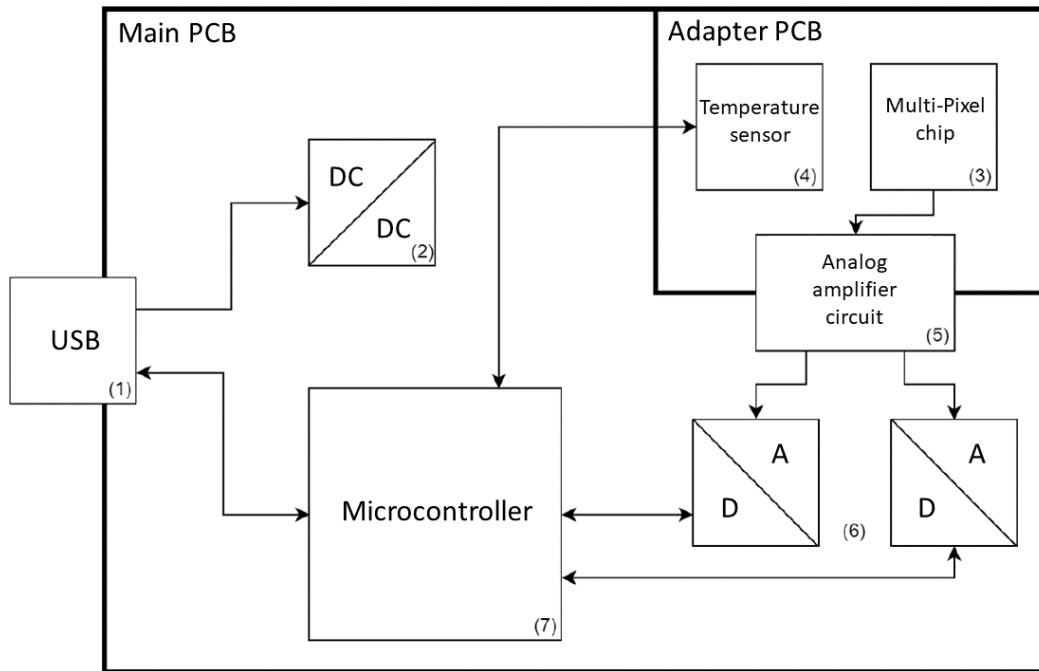 Main PCB
Adapter PCB
Temperature
sensor
(4)
Multi-Pixel
chip
(3)
DC
DC
(2)
Analog
amplifier
circuit
(5)
USB
(1)
Microcontroller
(7)
A
D
(6)
A
D